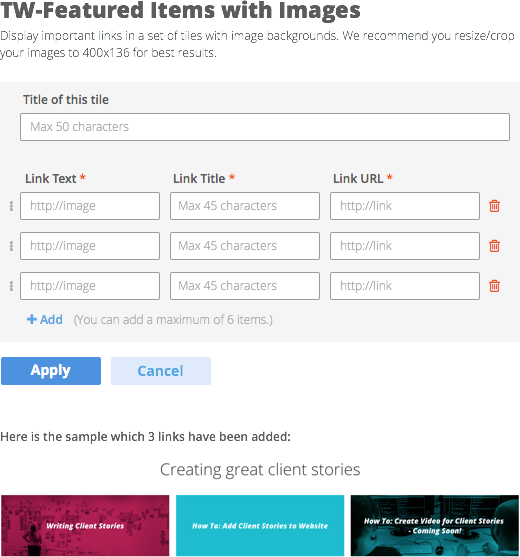 TW-Featured Items with Images
Display important links in a set of tiles with image backgrounds. We recommend you resize/crop
your images to 400x136 for best results.
Title of this tile
Max 50 characters
Link Text * Link Title * Link URL *
http://image Max 45 characters http://link
http://image Max 45 characters http://link
http://image Max 45 characters http://link
+ Add (You can add a maximum of 6 items.)
Apply Cancel
Here is the sample which 3 links have been added:
Creating great client stories
Writing Client Stories
How To: Add Client Stories to Website
How To: Create Video for Client Stories
- Coming Soon!